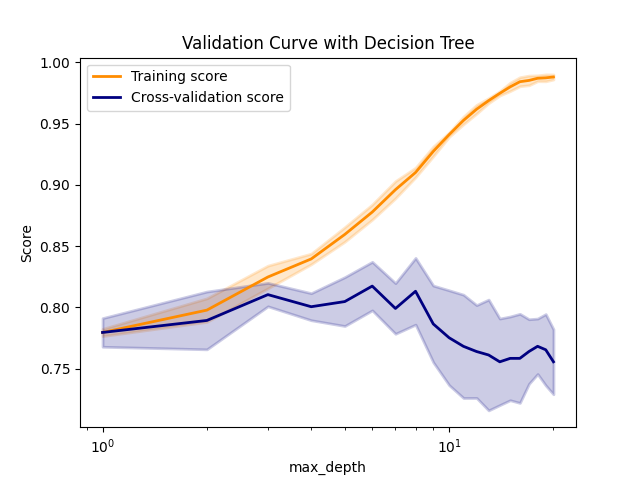 Validation Curve with Decision Tree
Training score
Cross-validation score
1.00
0.95
0.90
0.85
0.80
0.75
Score
10⁰
10¹
max_depth